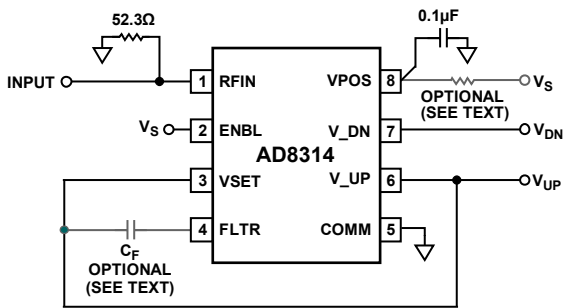 52.3Ω
0.1µF
INPUT
1 RFIN
VPOS 8
VS
OPTIONAL
(SEE TEXT)
VS
2 ENBL
V_DN 7
VDN
AD8314
3 VSET
V_UP 6
VUP
4 FLTR
COMM 5
CF
OPTIONAL
(SEE TEXT)